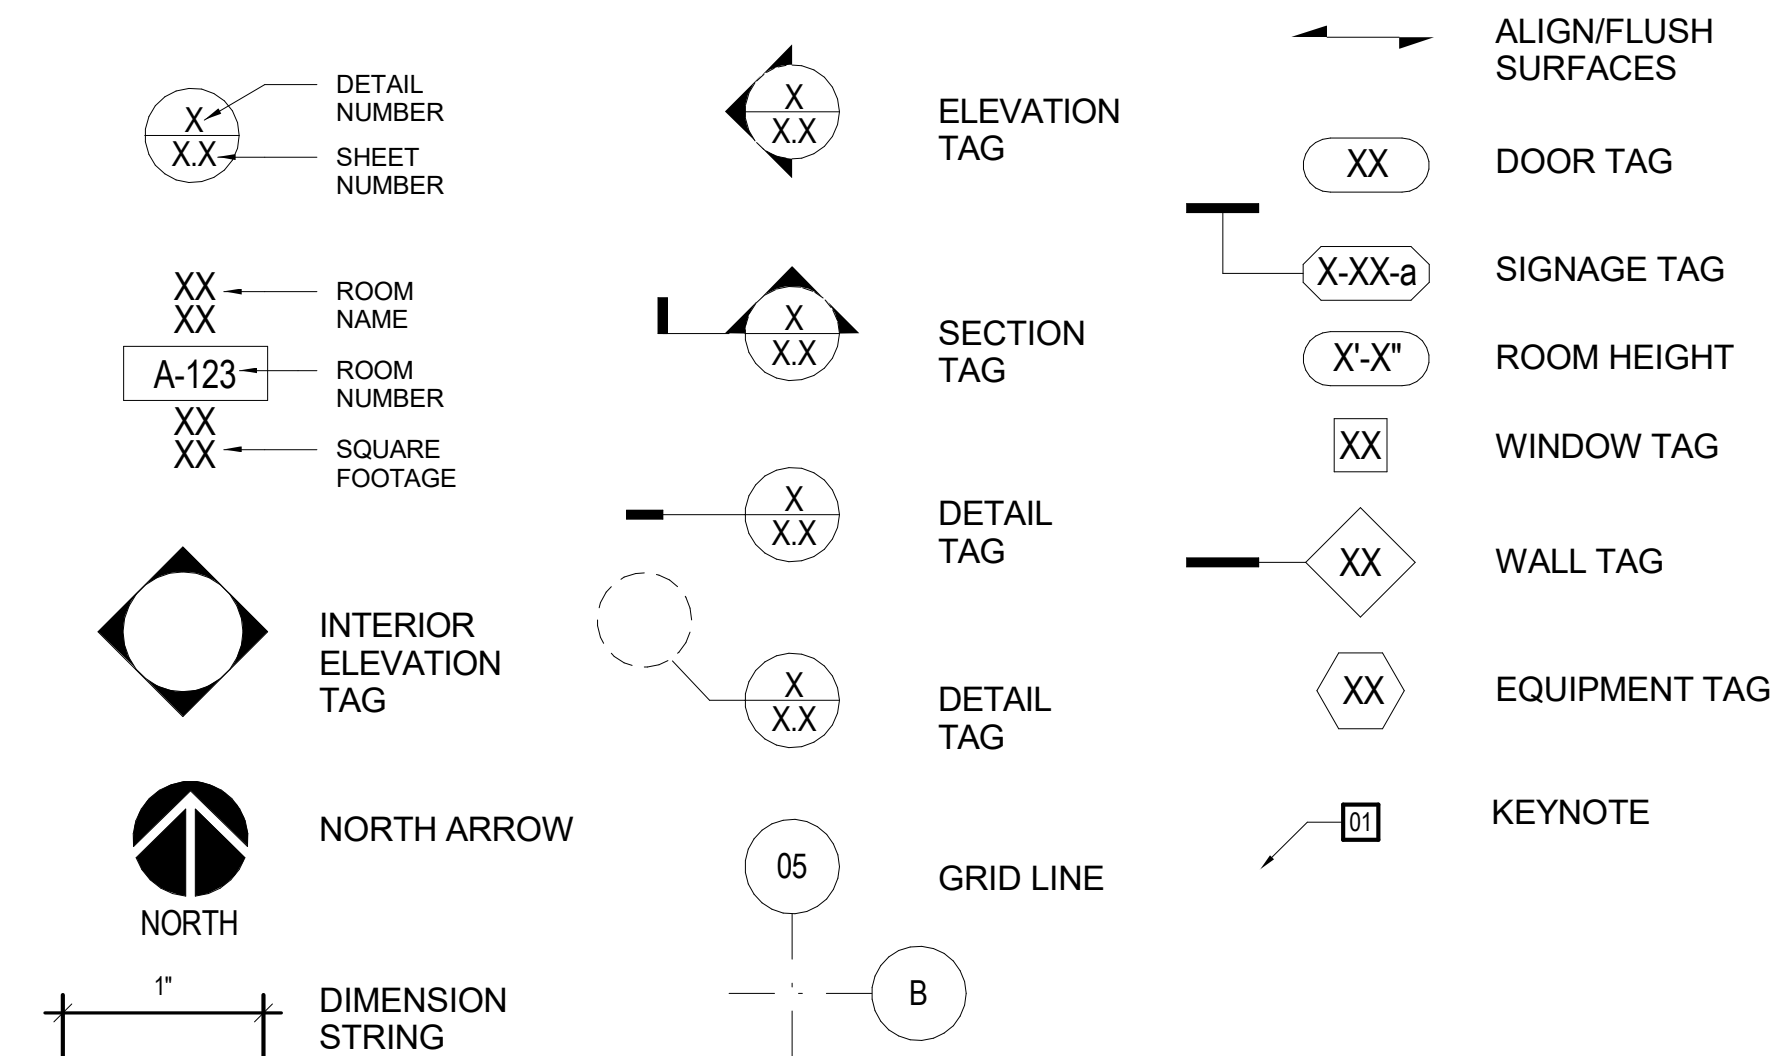 X
X.X
DETAIL
NUMBER
SHEET
NUMBER
XX
XX
A-123
XX
XX
ROOM
NAME
ROOM
NUMBER
SQUARE
FOOTAGE
INTERIOR
ELEVATION
TAG
NORTH
NORTH ARROW
1"
DIMENSION
STRING
X
X.X
ELEVATION
TAG
X
X.X
SECTION
TAG
X
X.X
DETAIL
TAG
X
X.X
DETAIL
TAG
05
GRID LINE
B
ALIGN/FLUSH
SURFACES
XX
DOOR TAG
X-XX-a
SIGNAGE TAG
X'-X"
ROOM HEIGHT
XX
WINDOW TAG
XX
WALL TAG
XX
EQUIPMENT TAG
01
KEYNOTE